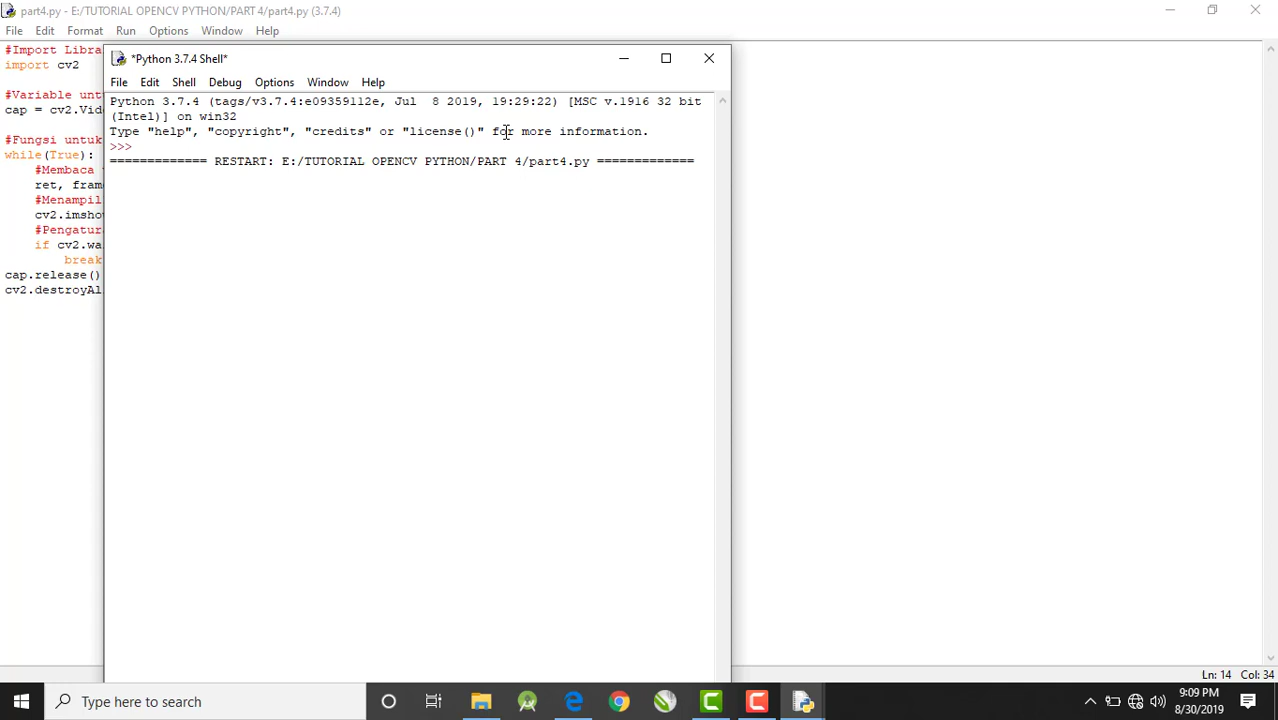 part4.py - E:/TUTORIAL OPENCV PYTHON/PART 4/part4.py (3.7.4)
File Edit Format Run Options Window Help
#Import Libra
import cv2
#Variable unt
cap = cv2.Vid
#Fungsi untuk
while(True):
#Membaca
ret, fram
#Menampil
cv2.imsho
#Pengatur
if cv2.wa
break
cap.release()
cv2.destroyAl
*Python 3.7.4 Shell*
File Edit Shell Debug Options Window Help
Python 3.7.4 (tags/v3.7.4:e09359112e, Jul  8 2019, 19:29:22) [MSC v.1916 32 bit
(Intel)] on win32
Type "help", "copyright", "credits" or "license()" for more information.
>>>
============= RESTART: E:/TUTORIAL OPENCV PYTHON/PART 4/part4.py =============
Ln: 14 Col: 34
Type here to search
9:09 PM
8/30/2019